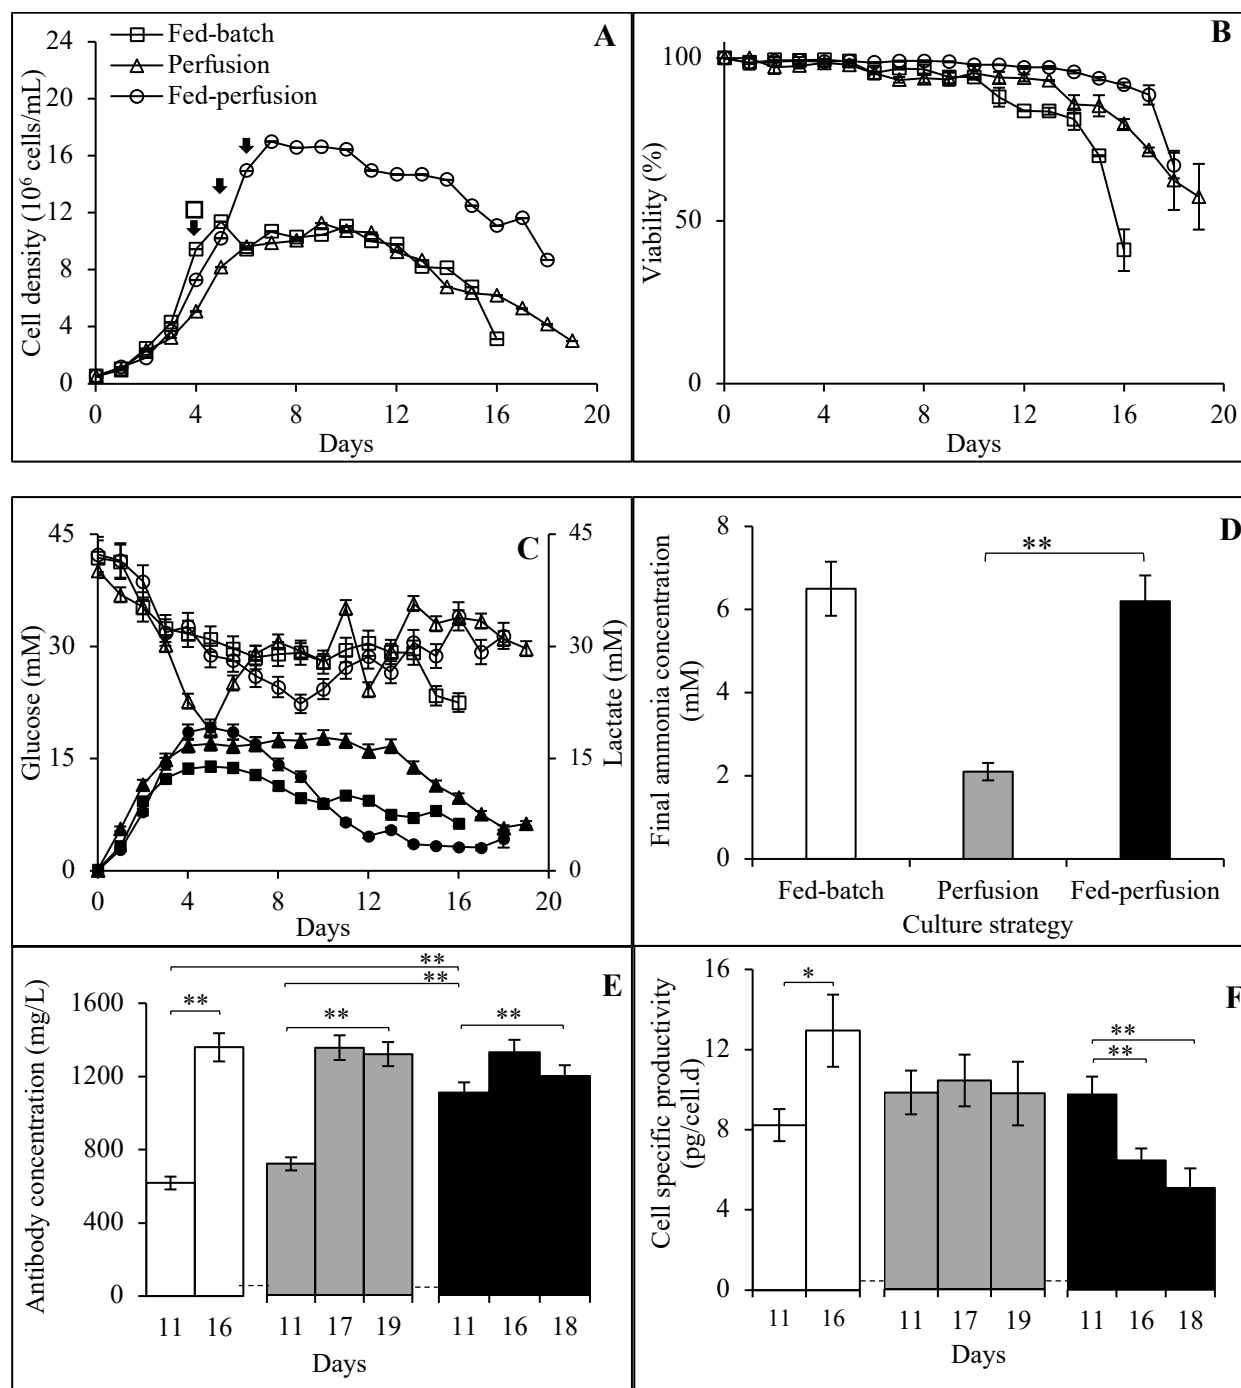 Fed-batch
Perfusion
Fed-perfusion
A
Cell density (10⁶ cells/mL)
24
20
16
12
8
4
0
0 4 8 12 16 20
Days
B
Viability (%)
100
50
0
0 4 8 12 16 20
Days
C
Glucose (mM)
45
30
15
0
Lactate (mM)
45
30
15
0
0 4 8 12 16 20
Days
D
Final ammonia concentration
(mM)
8
6
4
2
0
**
Fed-batch Perfusion Fed-perfusion
Culture strategy
E
Antibody concentration (mg/L)
1600
1200
800
400
0
**
**
** ** **
11 16 11 17 19 11 16 18
Days
F
Cell specific productivity
(pg/cell.d)
16
12
8
4
0
*
**
**
11 16 11 17 19 11 16 18
Days